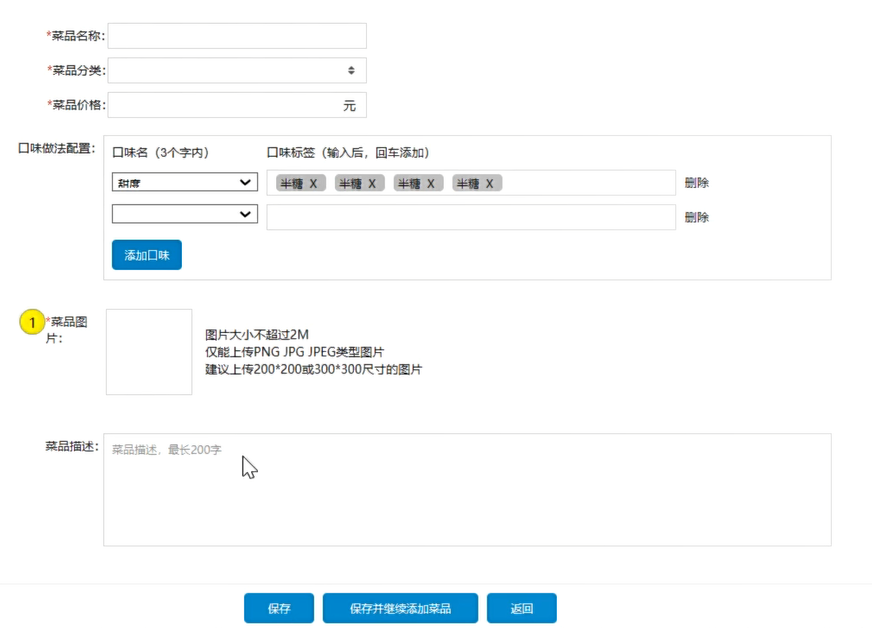 *菜品名称:
*菜品分类:
*菜品价格: 元
口味做法配置: 口味名（3个字内） 口味标签（输入后，回车添加）
甜度 半糖 X 半糖 X 半糖 X 半糖 X 删除
删除
添加口味
1 *菜品图
片:
图片大小不超过2M
仅能上传PNG JPG JPEG类型图片
建议上传200*200或300*300尺寸的图片
菜品描述: 菜品描述，最长200字
保存 保存并继续添加菜品 返回